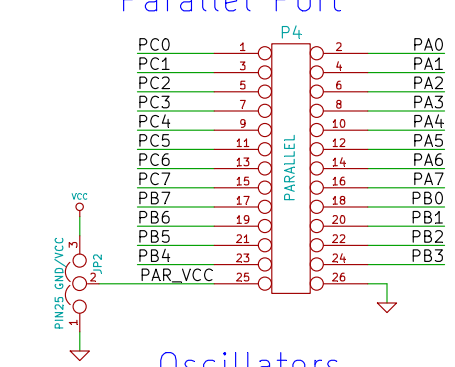 Parallel Port
P4
PC0 1 2 PA0
PC1 3 4 PA1
PC2 5 6 PA2
PC3 7 8 PA3
PC4 9 10 PA4
PC5 11 12 PA5
PC6 13 14 PA6
PC7 15 16 PA7
PB7 17 18 PB0
PB6 19 20 PB1
PB5 21 22 PB2
PB4 23 24 PB3
PAR_VCC 25 26
PARALLEL
VCC
3
JP2
2
PIN25 GND/VCC
1
Oscillators